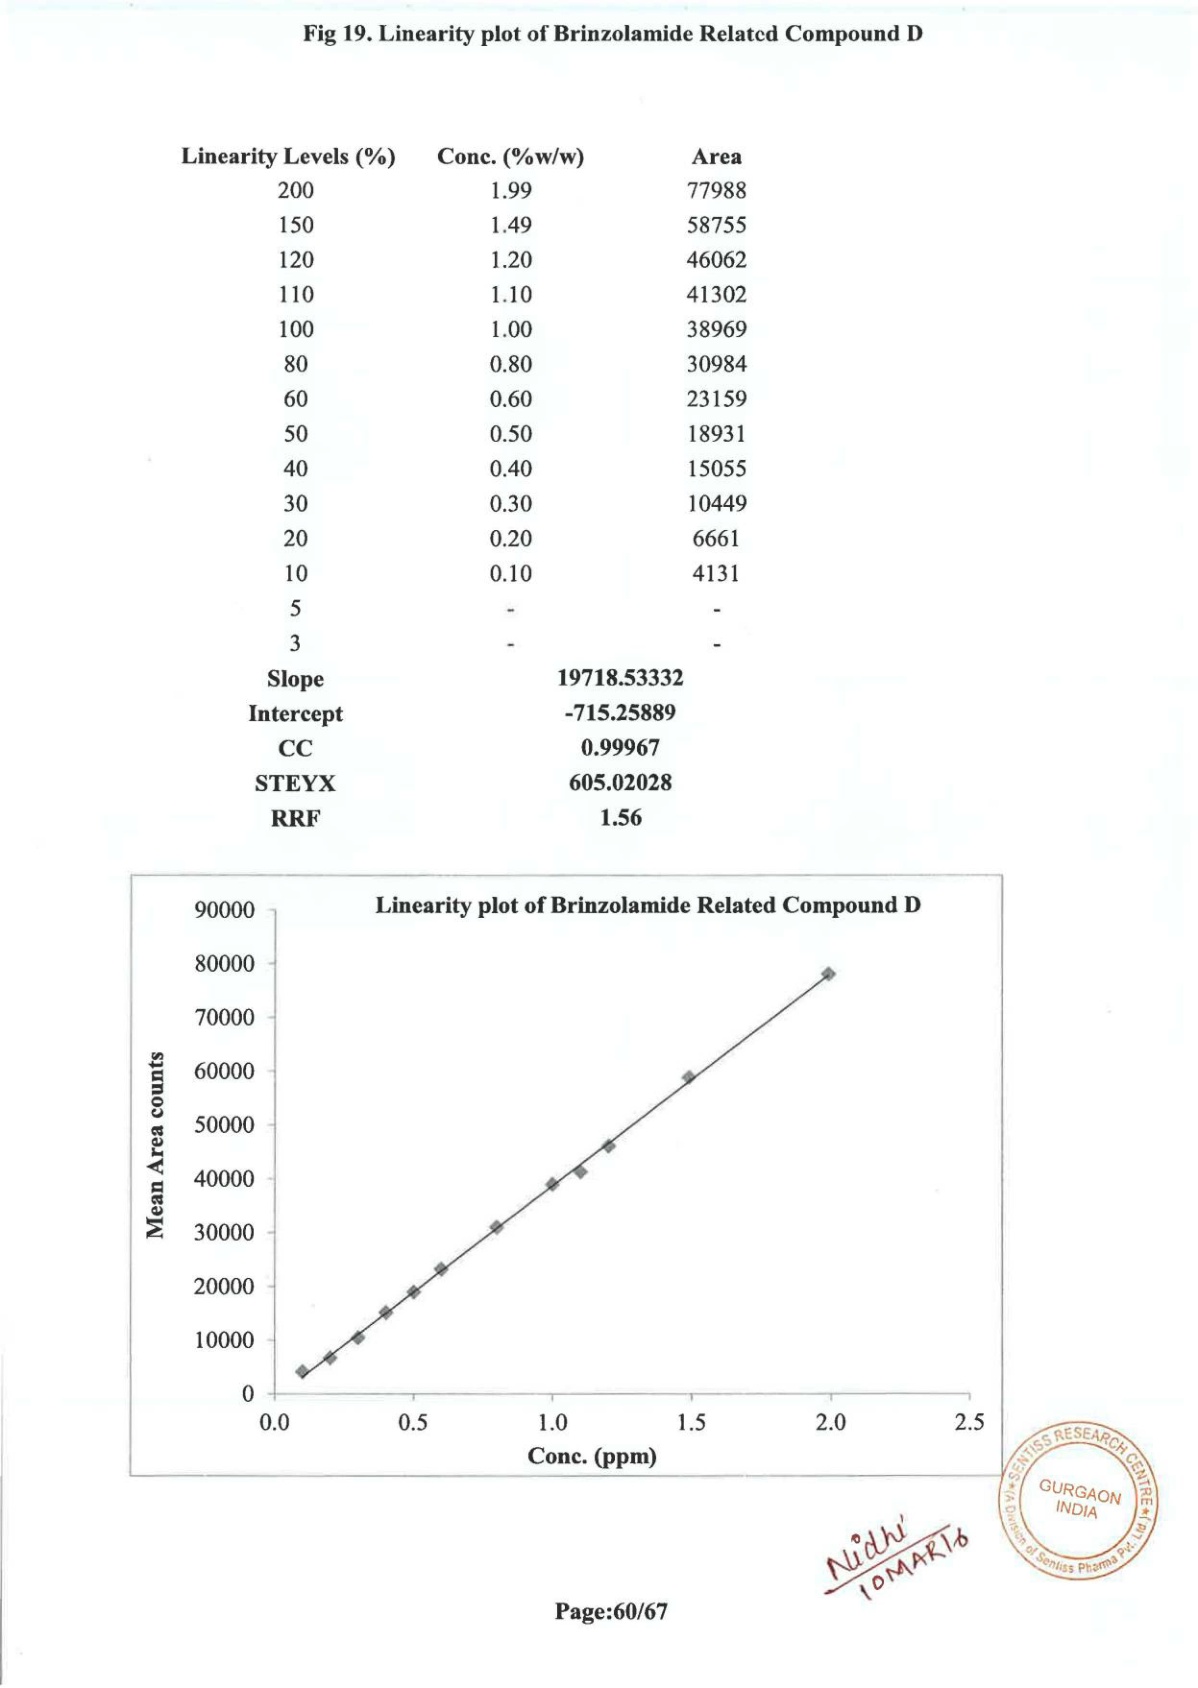 Fig 19. Linearity plot of Brinzolamide Related Compound D
Linearity Levels (%) Conc. (%w/w) Area
200 1.99 77988
150 1.49 58755
120 1.20 46062
110 1.10 41302
100 1.00 38969
80 0.80 30984
60 0.60 23159
50 0.50 18931
40 0.40 15055
30 0.30 10449
20 0.20 6661
10 0.10 4131
5 - -
3 - -
Slope 19718.53332
Intercept -715.25889
CC 0.99967
STEYX 605.02028
RRF 1.56
Linearity plot of Brinzolamide Related Compound D
90000
80000
70000
60000
50000
40000
30000
20000
10000
0
Mean Area counts
0.0 0.5 1.0 1.5 2.0 2.5
Conc. (ppm)
SENTISS RESEARCH CENTRE
(A Division of Sentiss Pharma Pvt. Ltd.)
GURGAON
INDIA
Nidhi
10MAR16
Page:60/67